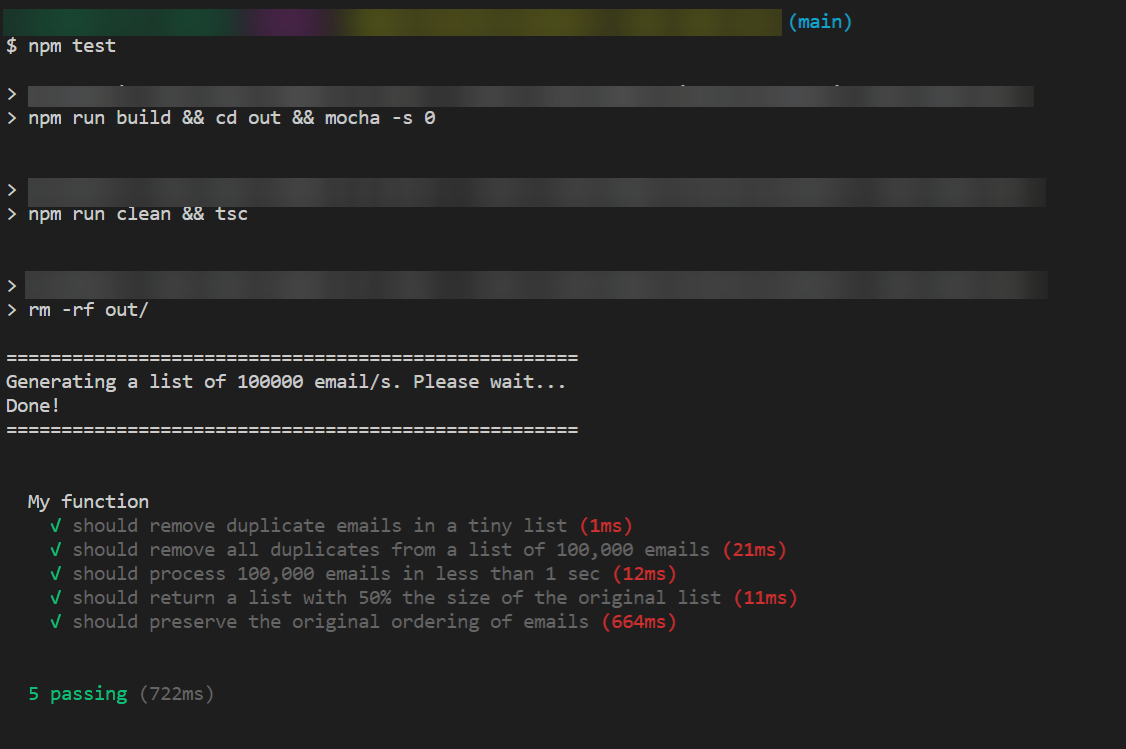 (main)
$ npm test
>
> npm run build && cd out && mocha -s 0
>
> npm run clean && tsc
>
> rm -rf out/
====================================================
Generating a list of 100000 email/s. Please wait...
Done!
====================================================
My function
√ should remove duplicate emails in a tiny list (1ms)
√ should remove all duplicates from a list of 100,000 emails (21ms)
√ should process 100,000 emails in less than 1 sec (12ms)
√ should return a list with 50% the size of the original list (11ms)
√ should preserve the original ordering of emails (664ms)
5 passing (722ms)